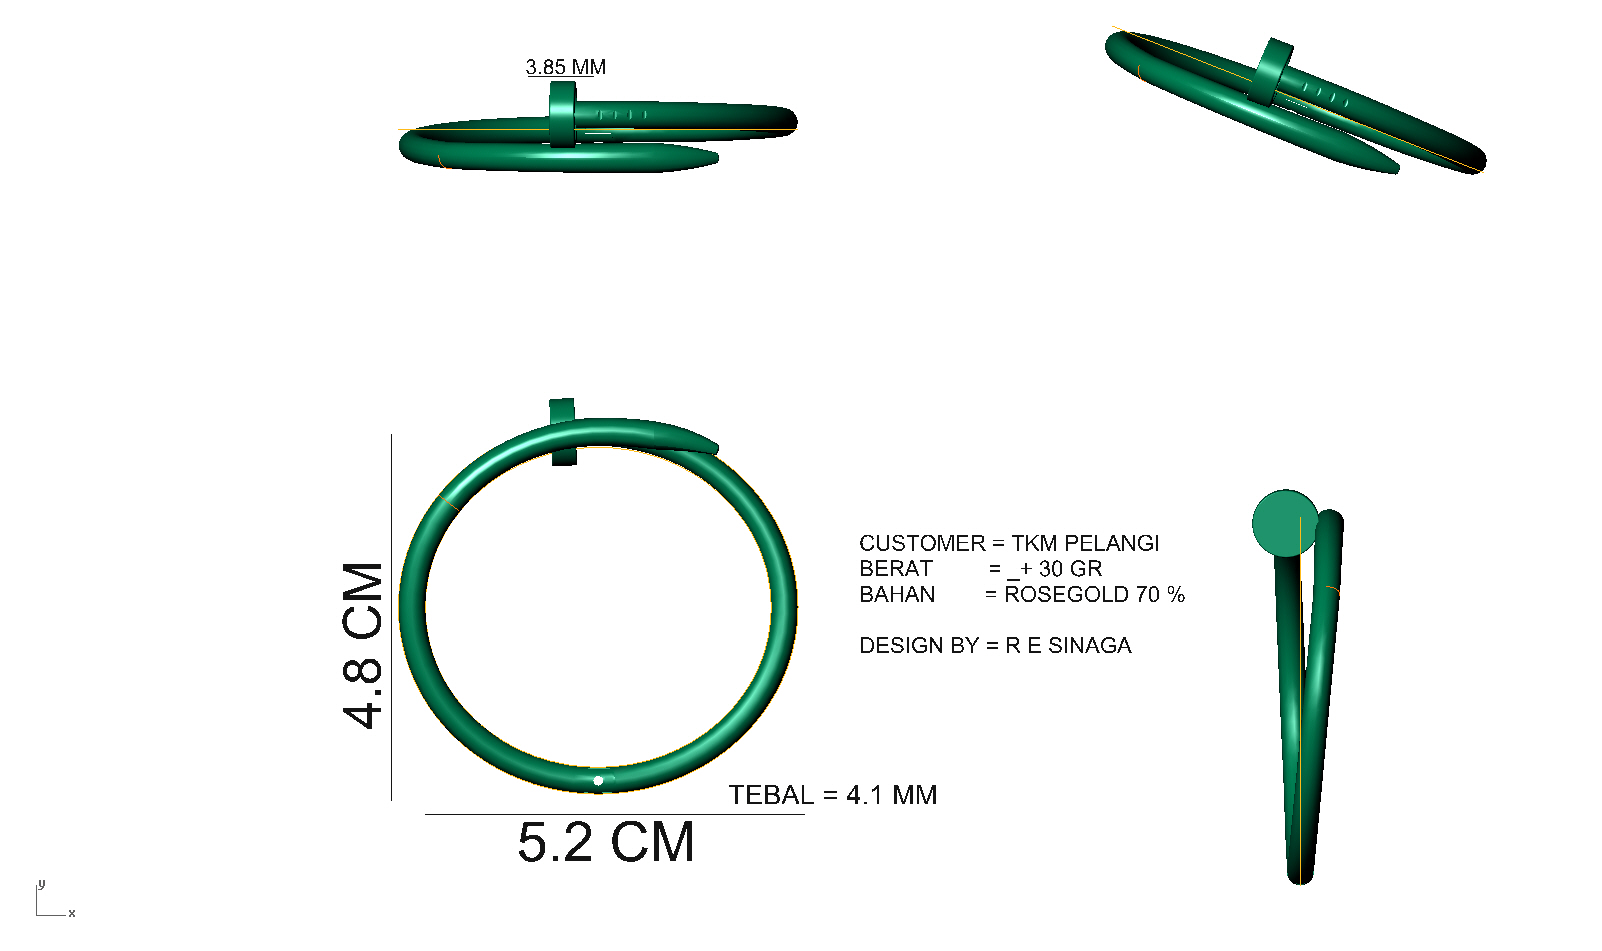 3.85 MM
4.8 CM
CUSTOMER = TKM PELANGI
BERAT = _+ 30 GR
BAHAN = ROSEGOLD 70 %
DESIGN BY = R E SINAGA
TEBAL = 4.1 MM
5.2 CM
y
x